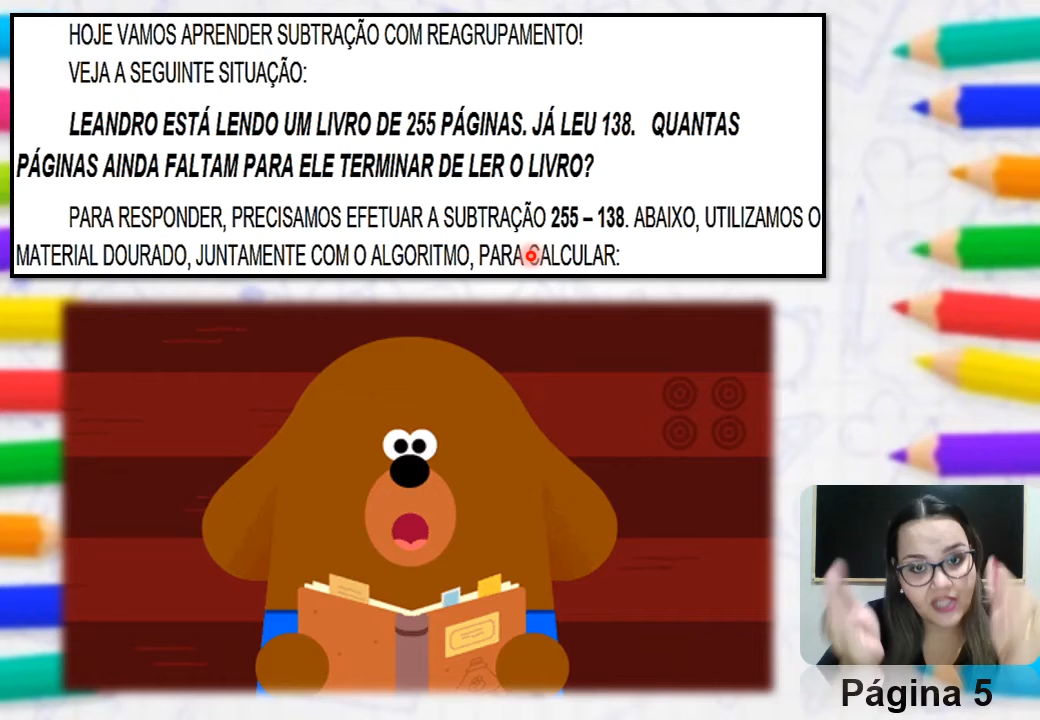 HOJE VAMOS APRENDER SUBTRAÇÃO COM REAGRUPAMENTO!
VEJA A SEGUINTE SITUAÇÃO:
LEANDRO ESTÁ LENDO UM LIVRO DE 255 PÁGINAS. JÁ LEU 138. QUANTAS
PÁGINAS AINDA FALTAM PARA ELE TERMINAR DE LER O LIVRO?
PARA RESPONDER, PRECISAMOS EFETUAR A SUBTRAÇÃO 255 – 138. ABAIXO, UTILIZAMOS O
MATERIAL DOURADO, JUNTAMENTE COM O ALGORITMO, PARA CALCULAR:
Página 5